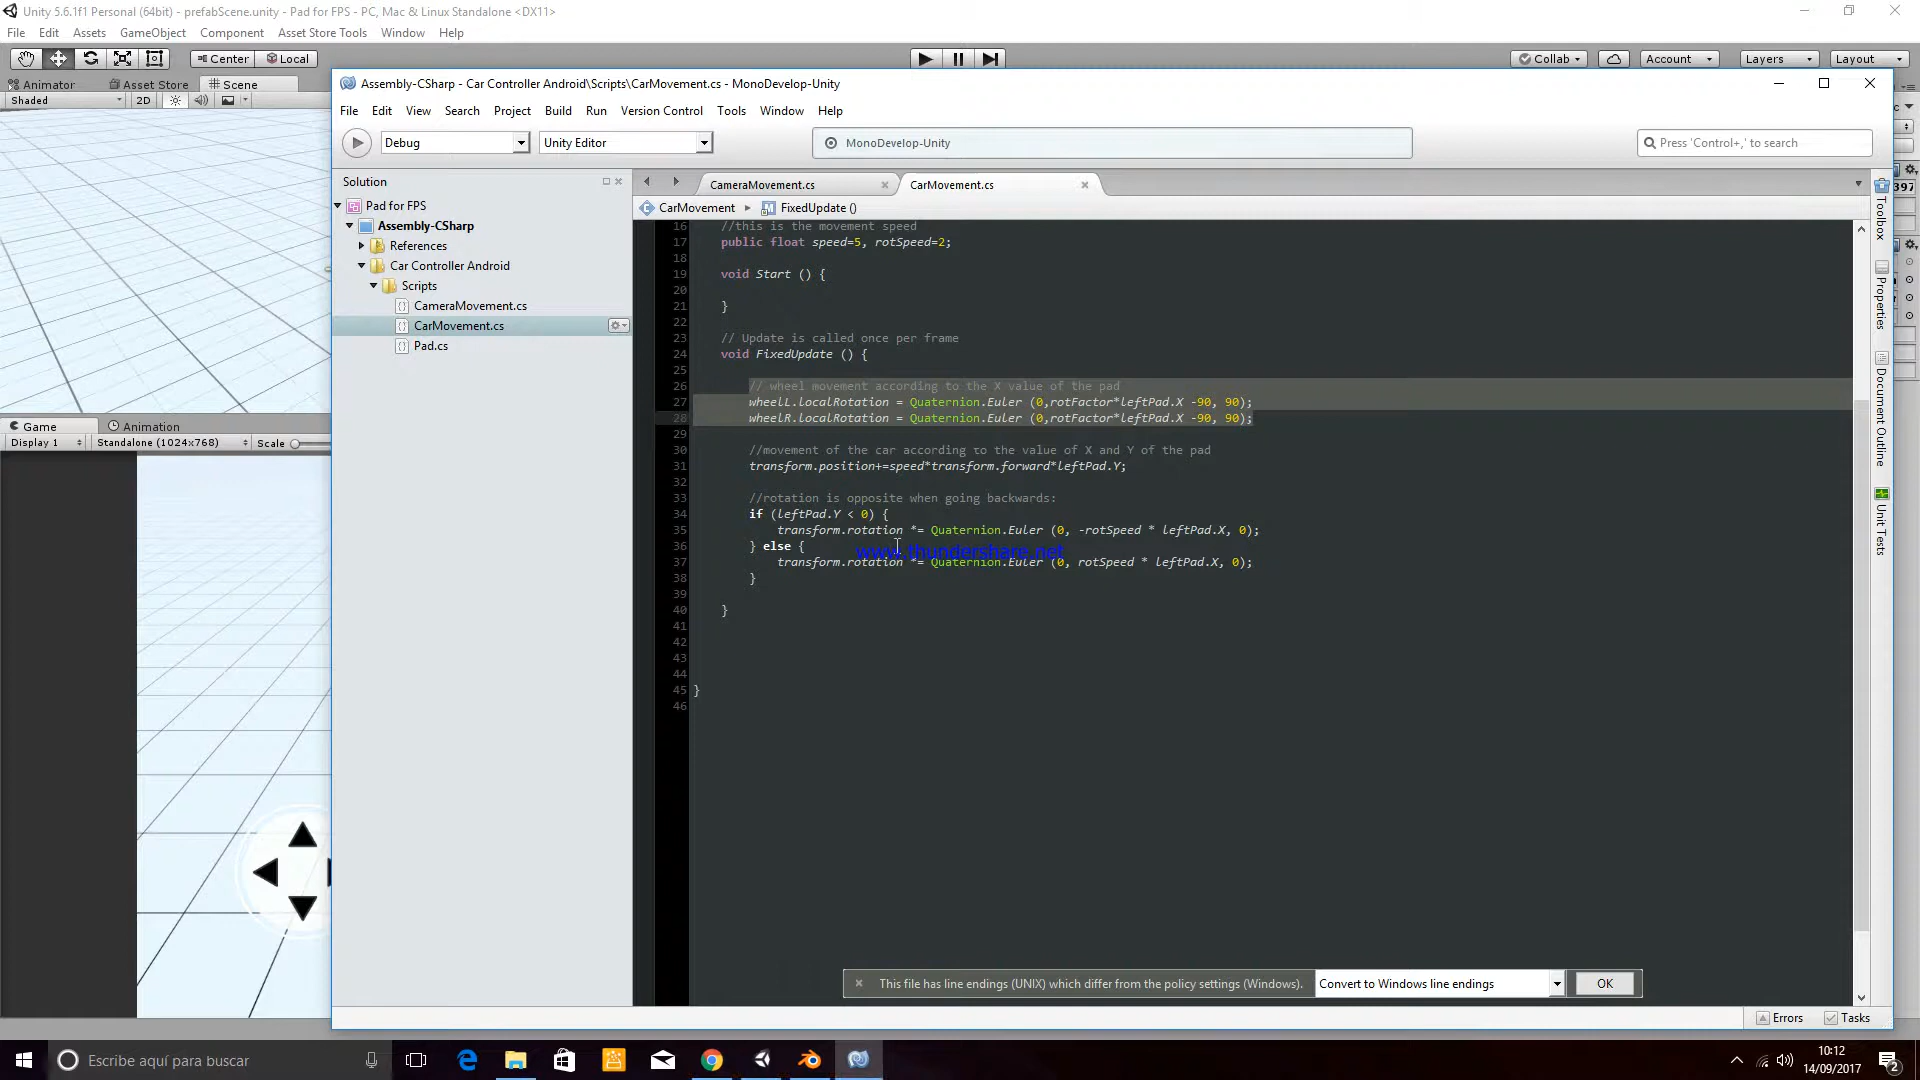 Unity 5.6.1f1 Personal (64bit) - prefabScene.unity - Pad for FPS - PC, Mac & Linux Standalone <DX11>
File Edit Assets GameObject Component Asset Store Tools Window Help
Center Local Collab Account Layers Layout
Animator Asset Store Scene
Shaded 2D
Assembly-CSharp - Car Controller Android\Scripts\CarMovement.cs - MonoDevelop-Unity
File Edit View Search Project Build Run Version Control Tools Window Help
Debug Unity Editor MonoDevelop-Unity Press 'Control+,' to search
Solution
Pad for FPS
Assembly-CSharp
References
Car Controller Android
Scripts
CameraMovement.cs
CarMovement.cs
Pad.cs
CameraMovement.cs CarMovement.cs
CarMovement FixedUpdate ()
16 //this is the movement speed
17 public float speed=5, rotSpeed=2;
18
19 void Start () {
20
21 }
22
23 // Update is called once per frame
24 void FixedUpdate () {
25
26 // wheel movement according to the X value of the pad
27 wheelL.localRotation = Quaternion.Euler (0,rotFactor*leftPad.X -90, 90);
28 wheelR.localRotation = Quaternion.Euler (0,rotFactor*leftPad.X -90, 90);
29
30 //movement of the car according to the value of X and Y of the pad
31 transform.position+=speed*transform.forward*leftPad.Y;
32
33 //rotation is opposite when going backwards:
34 if (leftPad.Y < 0) {
35 transform.rotation *= Quaternion.Euler (0, -rotSpeed * leftPad.X, 0);
36 } else {
www.thundershare.net
37 transform.rotation *= Quaternion.Euler (0, rotSpeed * leftPad.X, 0);
38 }
39
40 }
41
42
43
44
45 }
46
Toolbox
Properties
Document Outline
Unit Tests
397
Game Animation
Display 1 Standalone (1024x768) Scale
This file has line endings (UNIX) which differ from the policy settings (Windows). Convert to Windows line endings OK
Errors Tasks
Escribe aquí para buscar
10:12
14/09/2017
2